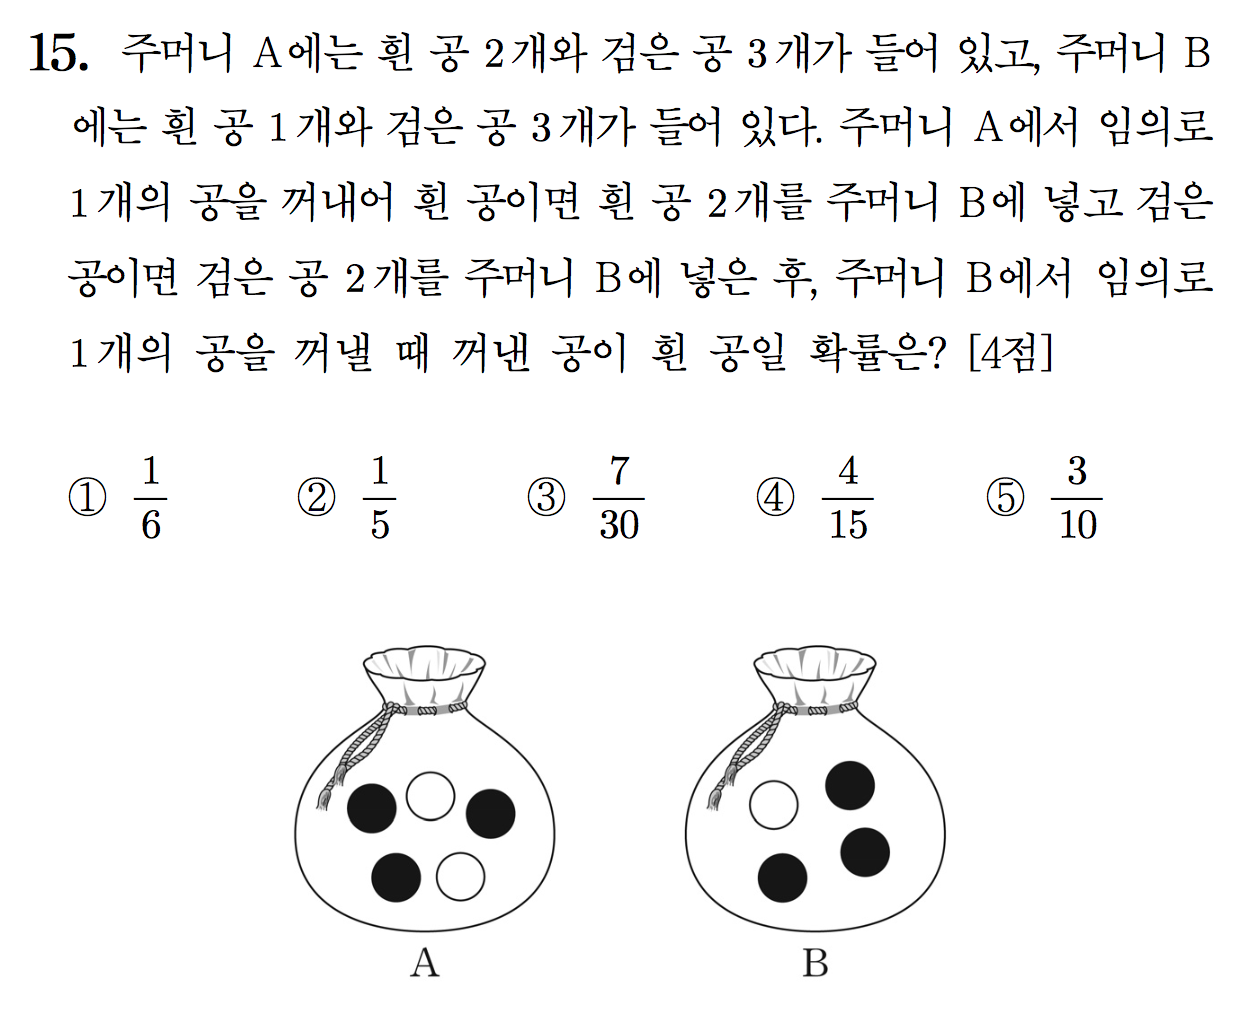 15. 주머니 A에는 흰 공 2개와 검은 공 3개가 들어 있고, 주머니 B
에는 흰 공 1개와 검은 공 3개가 들어 있다. 주머니 A에서 임의로
1개의 공을 꺼내어 흰 공이면 흰 공 2개를 주머니 B에 넣고 검은
공이면 검은 공 2개를 주머니 B에 넣은 후, 주머니 B에서 임의로
1개의 공을 꺼낼 때 꺼낸 공이 흰 공일 확률은? [4점]
① 1/6 ② 1/5 ③ 7/30 ④ 4/15 ⑤ 3/10
A B